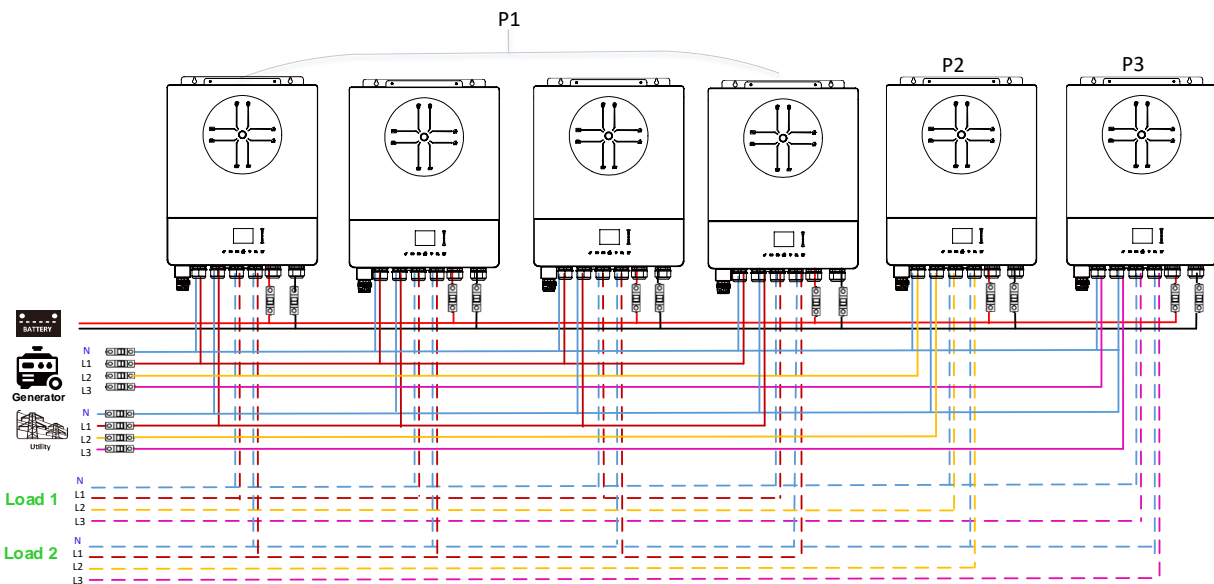 P1
P2
P3
BATTERY
N
L1
L2
L3
Generator
N
L1
L2
L3
Utility
N
Load 1
L1
L2
L3
N
Load 2
L1
L2
L3